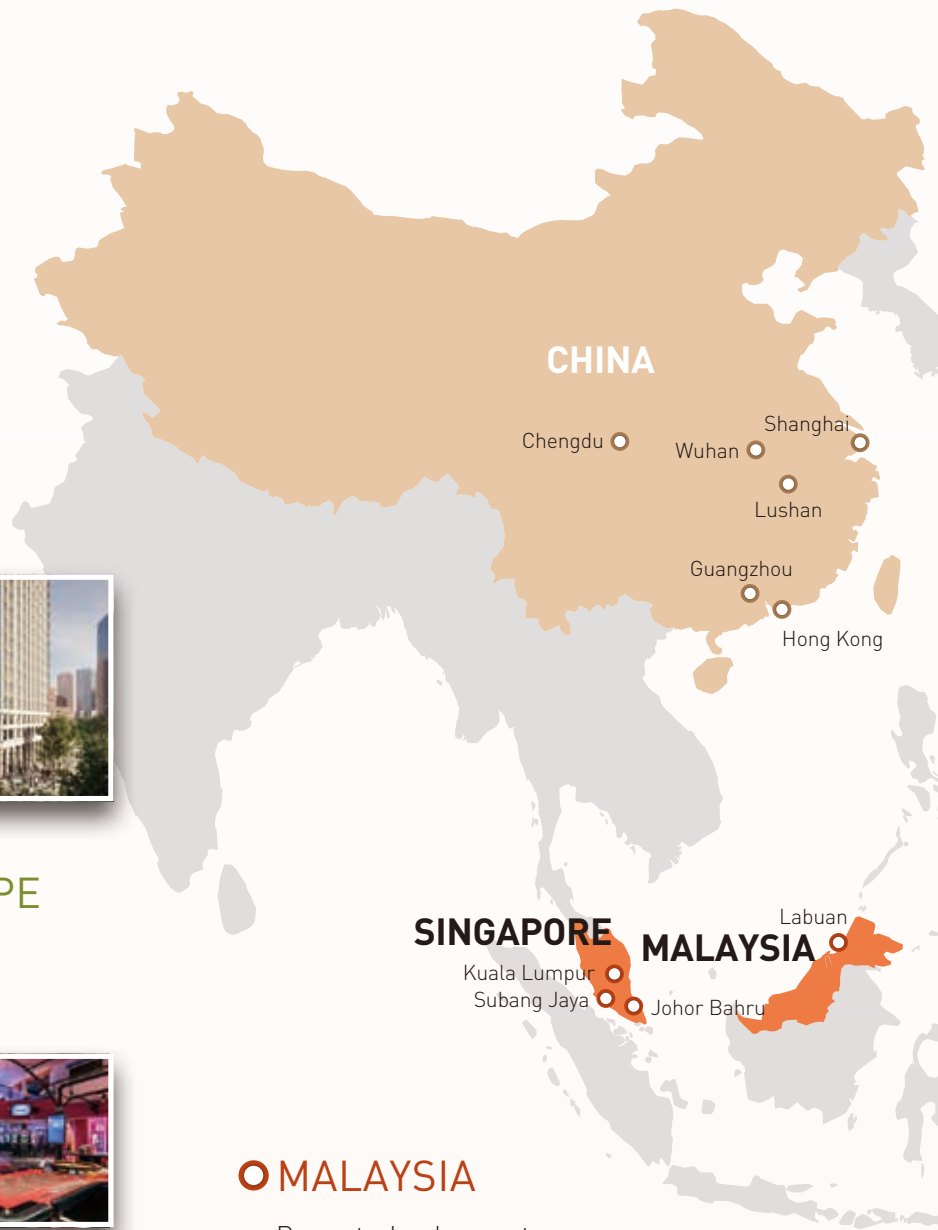 CHINA
Shanghai
Chengdu
Wuhan
Lushan
Guangzhou
Hong Kong
PE
Labuan
SINGAPORE
MALAYSIA
Kuala Lumpur
Subang Jaya
Johor Bahru
MALAYSIA